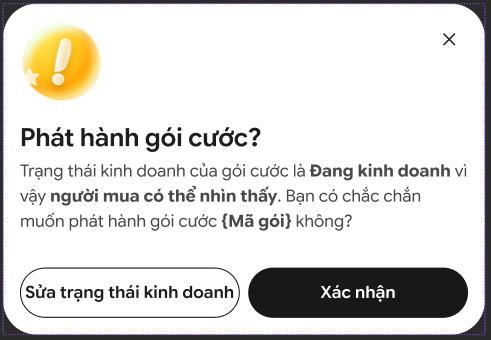 Phát hành gói cước?
Trạng thái kinh doanh của gói cước là Đang kinh doanh vì
vậy người mua có thể nhìn thấy. Bạn có chắc chắn
muốn phát hành gói cước {Mã gói} không?
Sửa trạng thái kinh doanh
Xác nhận